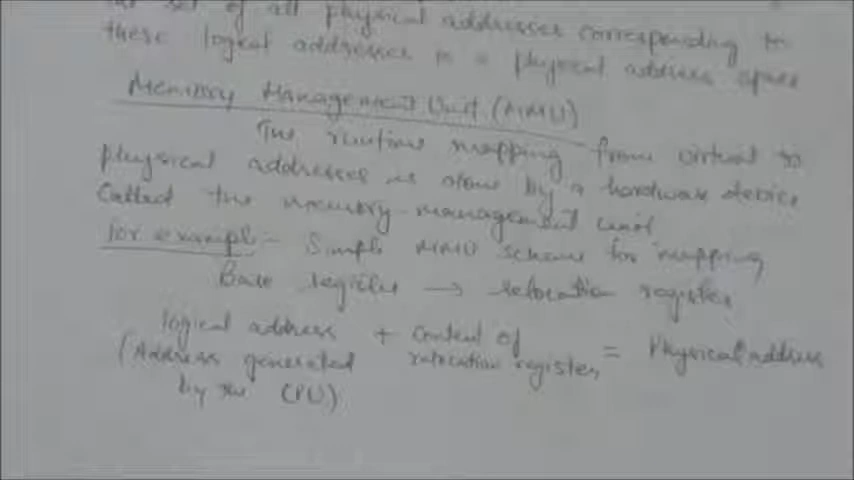 set of all physical addresses corresponding to
these logical addresses is a physical address space
Memory Management Unit (MMU)
The runtime mapping from virtual to
physical addresses is done by a hardware device
Called the memory-management unit
for example:- Simple MMU scheme for mapping
Base register → relocation register
logical address + content of
(Address generated relocation register = Physical address
by the CPU)